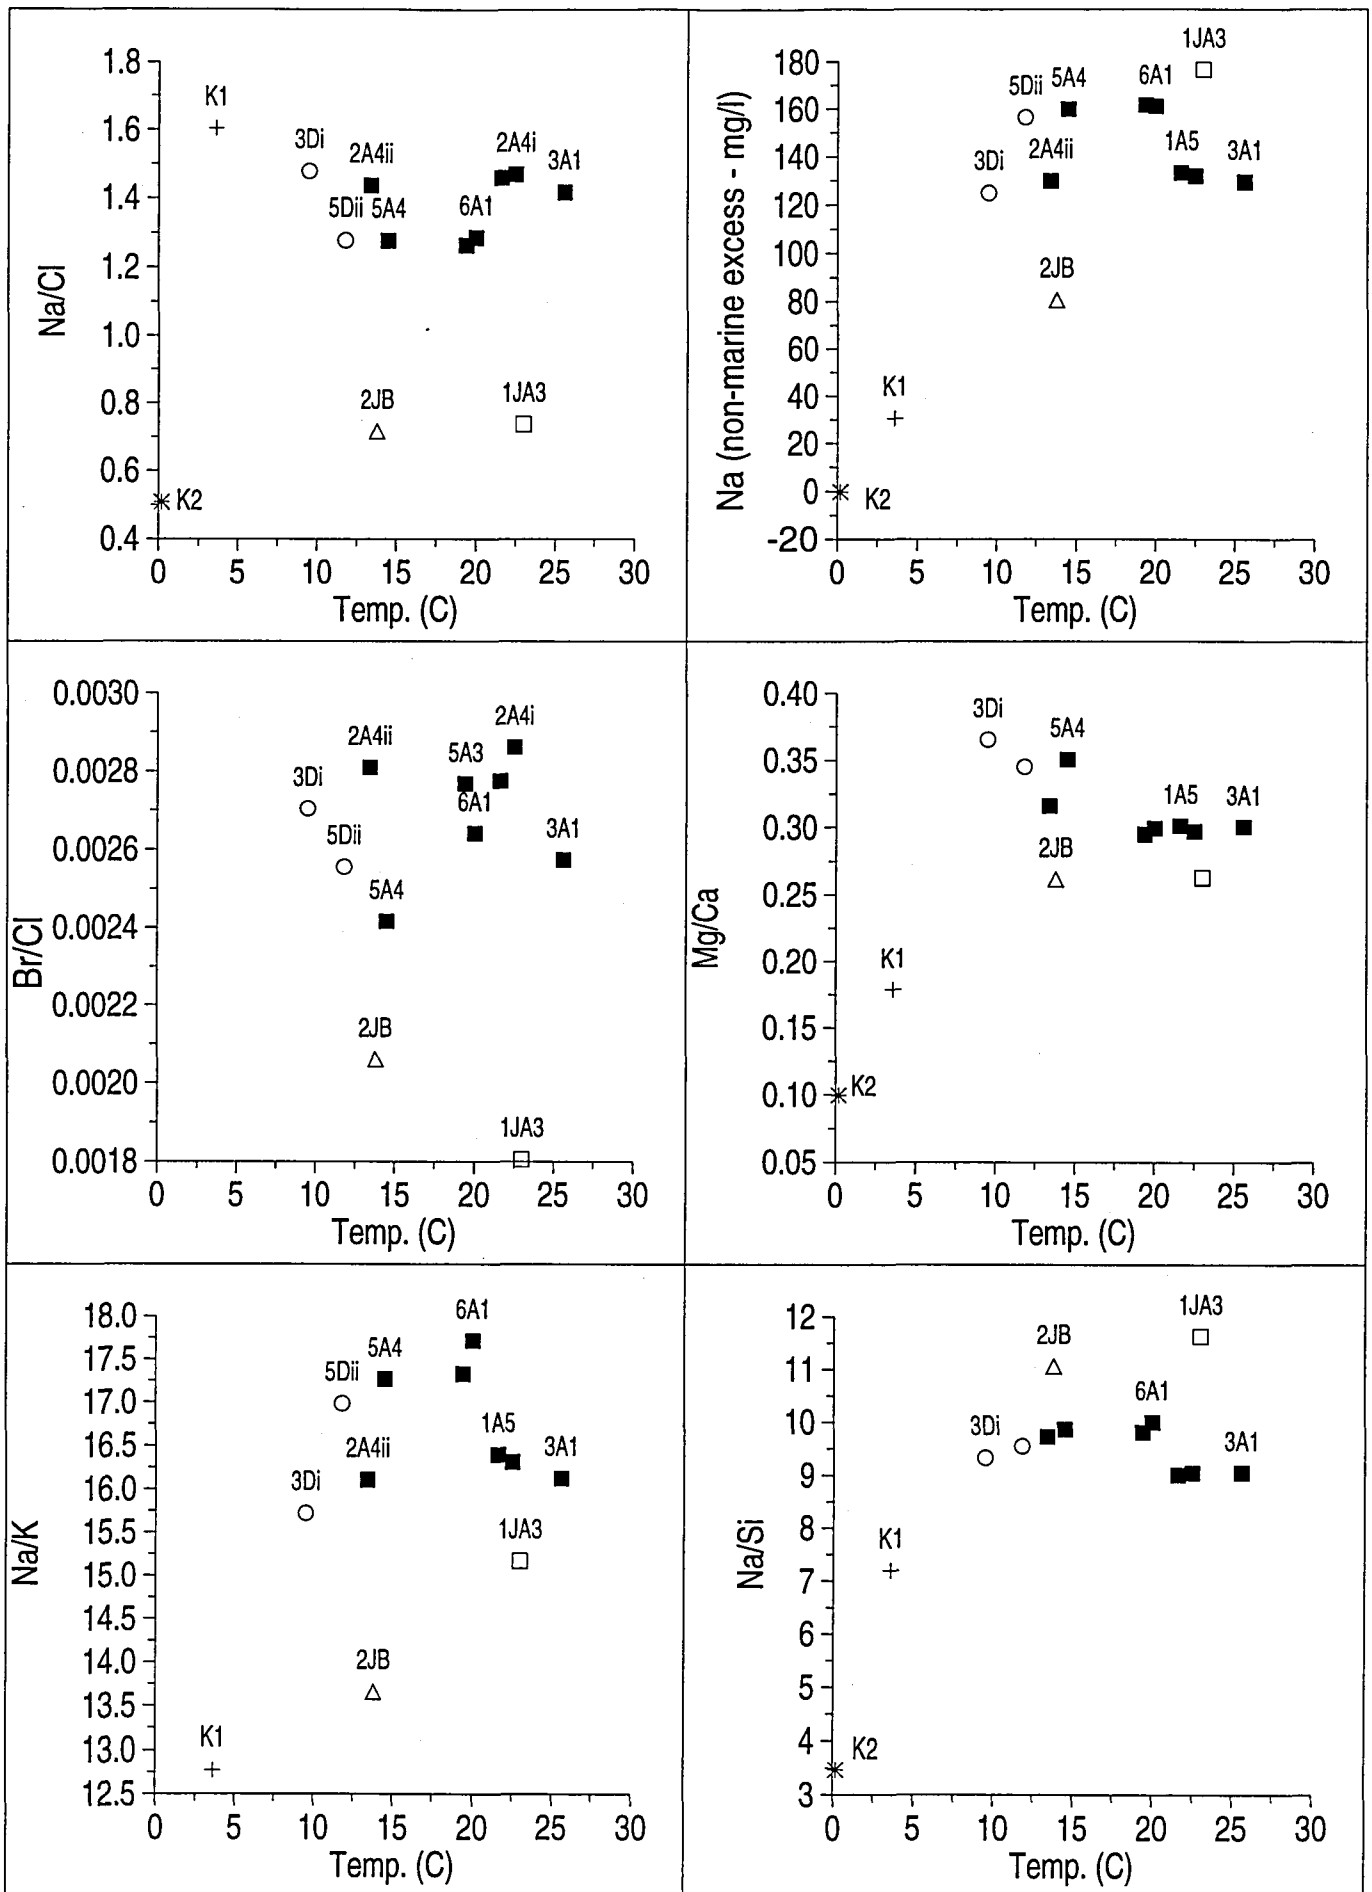 Na/Cl
1.8
1.6
1.4
1.2
1.0
0.8
0.6
0.4
K1
3Di
2A4ii
5Dii 5A4
2A4i
3A1
6A1
2JB
1JA3
K2
0 5 10 15 20 25 30
Temp. (C)
Na (non-marine excess - mg/l)
180
160
140
120
100
80
60
40
20
0
-20
1JA3
5Dii
5A4
6A1
3Di
2A4ii
1A5
3A1
2JB
K1
K2
0 5 10 15 20 25 30
Temp. (C)
Br/Cl
0.0030
0.0028
0.0026
0.0024
0.0022
0.0020
0.0018
2A4ii
2A4i
3Di
5A3
6A1
5Dii
3A1
5A4
2JB
1JA3
0 5 10 15 20 25 30
Temp. (C)
Mg/Ca
0.40
0.35
0.30
0.25
0.20
0.15
0.10
0.05
3Di
5A4
1A5
3A1
2JB
K1
K2
0 5 10 15 20 25 30
Temp. (C)
Na/K
18.0
17.5
17.0
16.5
16.0
15.5
15.0
14.5
14.0
13.5
13.0
12.5
6A1
5A4
5Dii
1A5
2A4ii
3A1
3Di
1JA3
2JB
K1
0 5 10 15 20 25 30
Temp. (C)
Na/Si
12
11
10
9
8
7
6
5
4
3
1JA3
2JB
6A1
3Di
3A1
K1
K2
0 5 10 15 20 25 30
Temp. (C)